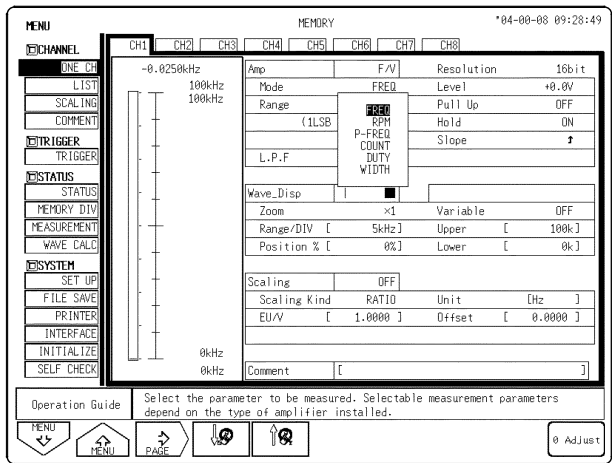 MENU
MEMORY
'04-00-08 09:28:49
CHANNEL
ONE CH
LIST
SCALING
COMMENT
TRIGGER
TRIGGER
STATUS
STATUS
MEMORY DIV
MEASUREMENT
WAVE CALC
SYSTEM
SET UP
FILE SAVE
PRINTER
INTERFACE
INITIALIZE
SELF CHECK
CH1 CH2 CH3 CH4 CH5 CH6 CH7 CH8
-0.0250kHz
100kHz
100kHz
0kHz
0kHz
Amp F/V Resolution 16bit
Mode FREQ Level +0.0V
Range Pull Up OFF
(1LSB Hold ON
Slope ↑
L.P.F
FREQ
RPM
P-FREQ
COUNT
DUTY
WIDTH
Wave_Disp
Zoom ×1 Variable OFF
Range/DIV [ 5kHz] Upper [ 100k]
Position % [ 0%] Lower [ 0k]
Scaling OFF
Scaling Kind RATIO Unit [Hz ]
EU/V [ 1.0000 ] Offset [ 0.0000 ]
Comment [ ]
Operation Guide
Select the parameter to be measured. Selectable measurement parameters
depend on the type of amplifier installed.
MENU
MENU
PAGE
0 Adjust